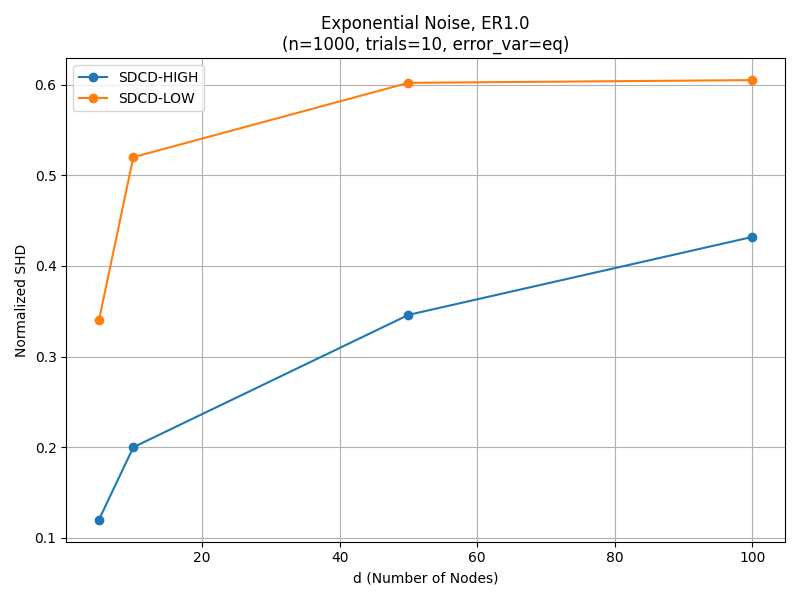 Exponential Noise, ER1.0
(n=1000, trials=10, error_var=eq)
SDCD-HIGH
SDCD-LOW
Normalized SHD
0.6
0.5
0.4
0.3
0.2
0.1
20 40 60 80 100
d (Number of Nodes)